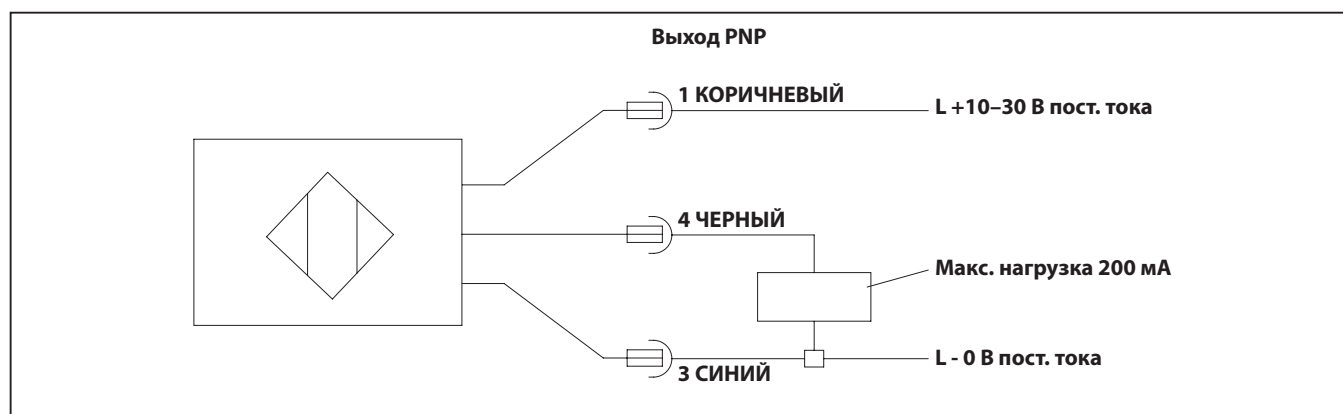 Выход PNP
1 КОРИЧНЕВЫЙ
L +10–30 В пост. тока
4 ЧЕРНЫЙ
Макс. нагрузка 200 мА
L - 0 В пост. тока
3 СИНИЙ